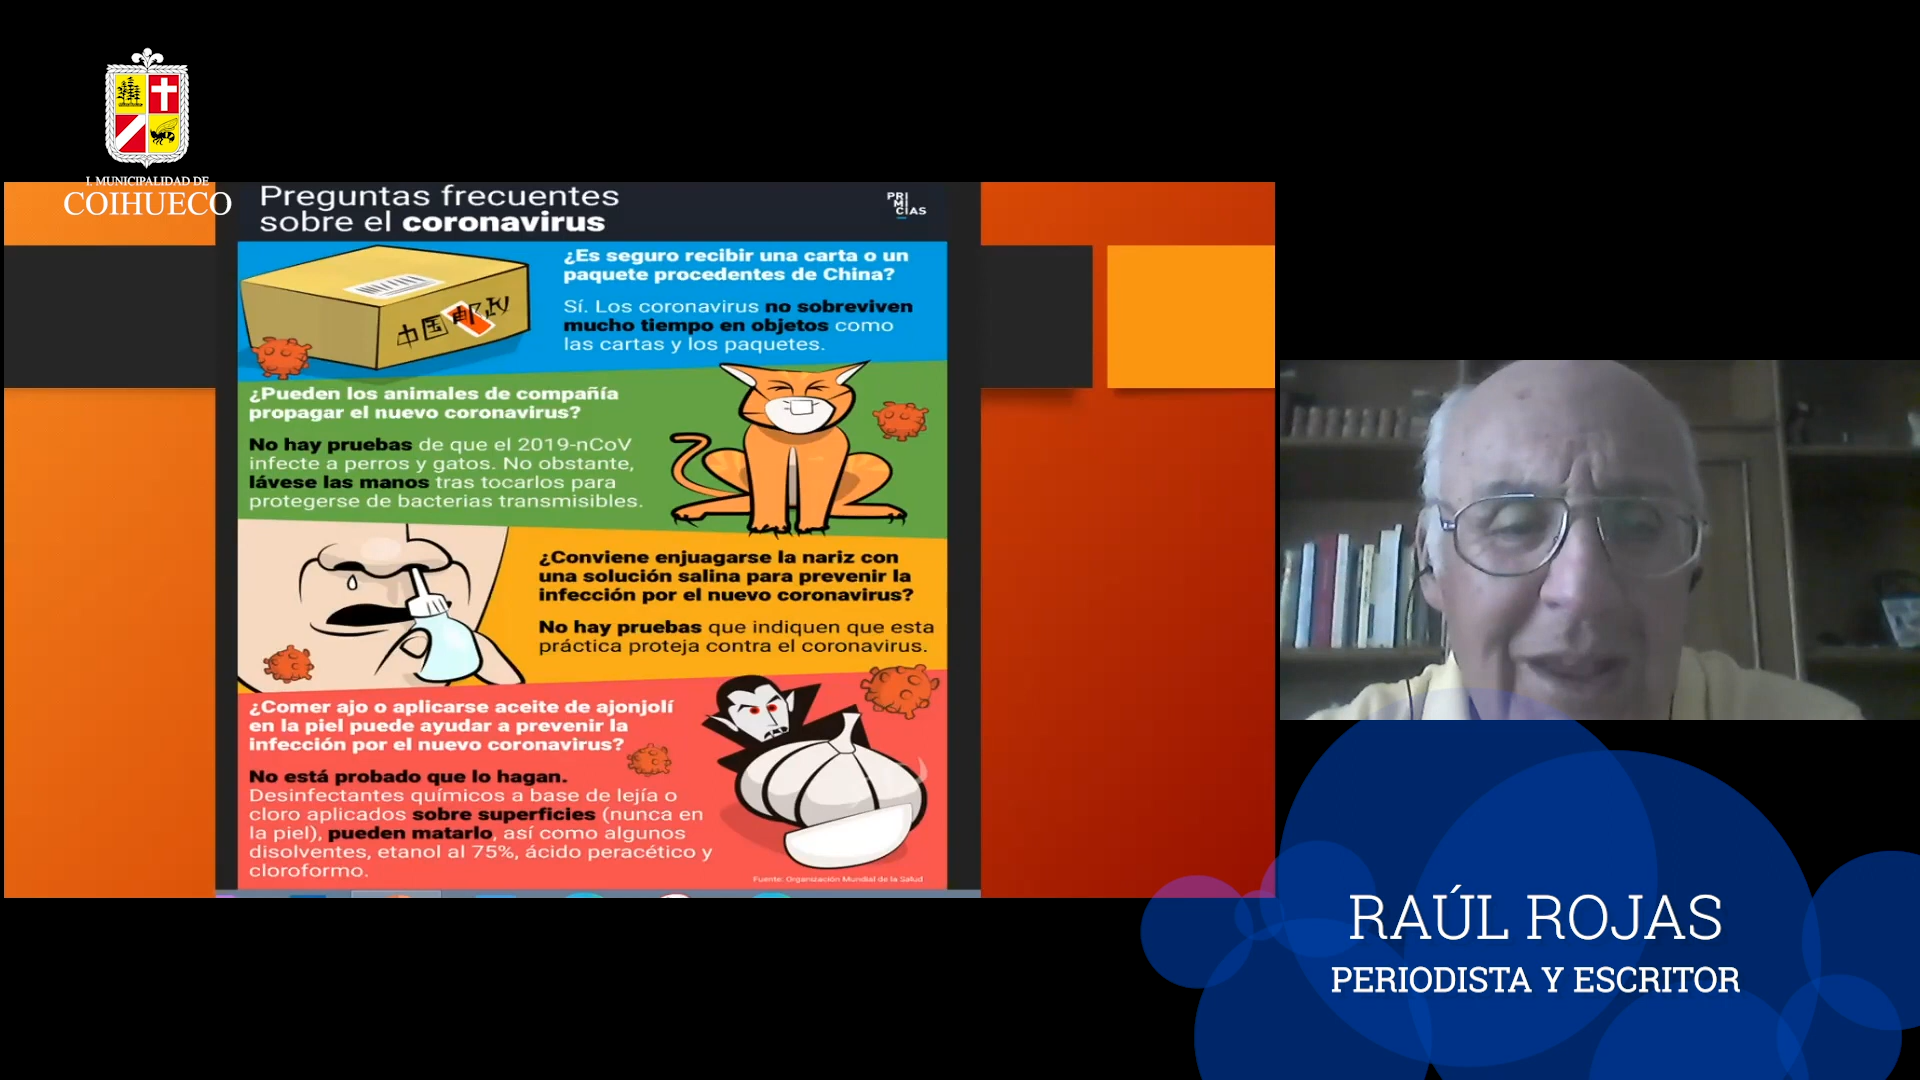 I. MUNICIPALIDAD DE
COIHUECO
Preguntas frecuentes
sobre el coronavirus
PRI
MI
CIAS
¿Es seguro recibir una carta o un
paquete procedentes de China?
Sí. Los coronavirus no sobreviven
mucho tiempo en objetos como
las cartas y los paquetes.
中国邮政
¿Pueden los animales de compañía
propagar el nuevo coronavirus?
No hay pruebas de que el 2019-nCoV
infecte a perros y gatos. No obstante,
lávese las manos tras tocarlos para
protegerse de bacterias transmisibles.
¿Conviene enjuagarse la nariz con
una solución salina para prevenir la
infección por el nuevo coronavirus?
No hay pruebas que indiquen que esta
práctica proteja contra el coronavirus.
¿Comer ajo o aplicarse aceite de ajonjolí
en la piel puede ayudar a prevenir la
infección por el nuevo coronavirus?
No está probado que lo hagan.
Desinfectantes químicos a base de lejía o
cloro aplicados sobre superficies (nunca en
la piel), pueden matarlo, así como algunos
disolventes, etanol al 75%, ácido peracético y
cloroformo.
Fuente: Organización Mundial de la Salud
RAÚL ROJAS
PERIODISTA Y ESCRITOR